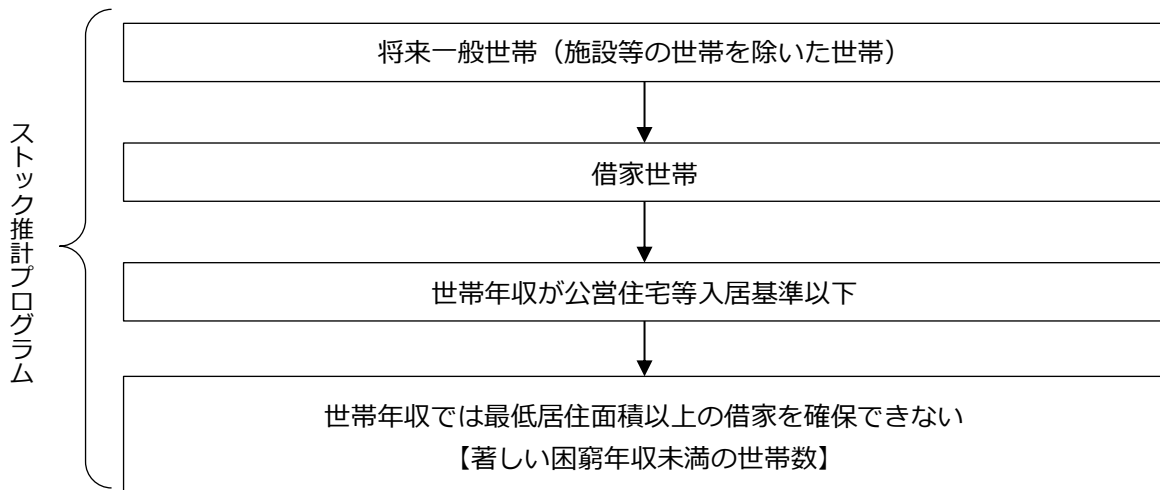 ストック推計プログラム
将来一般世帯（施設等の世帯を除いた世帯）
借家世帯
世帯年収が公営住宅等入居基準以下
世帯年収では最低居住面積以上の借家を確保できない
【著しい困窮年収未満の世帯数】